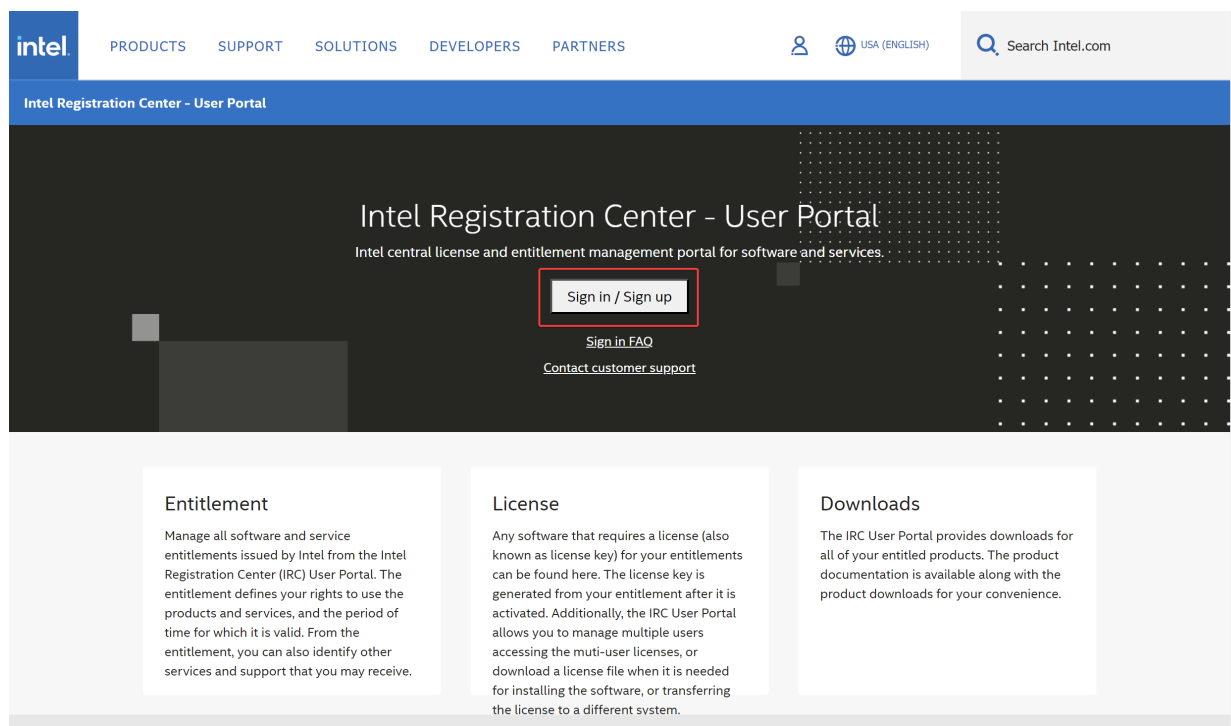 intel.
PRODUCTS SUPPORT SOLUTIONS DEVELOPERS PARTNERS
USA (ENGLISH)
Search Intel.com
Intel Registration Center - User Portal
Intel Registration Center - User Portal
Intel central license and entitlement management portal for software and services.
Sign in / Sign up
Sign in FAQ
Contact customer support
Entitlement
Manage all software and service
entitlements issued by Intel from the Intel
Registration Center (IRC) User Portal. The
entitlement defines your rights to use the
products and services, and the period of
time for which it is valid. From the
entitlement, you can also identify other
services and support that you may receive.
License
Any software that requires a license (also
known as license key) for your entitlements
can be found here. The license key is
generated from your entitlement after it is
activated. Additionally, the IRC User Portal
allows you to manage multiple users
accessing the muti-user licenses, or
download a license file when it is needed
for installing the software, or transferring
the license to a different system.
Downloads
The IRC User Portal provides downloads for
all of your entitled products. The product
documentation is available along with the
product downloads for your convenience.